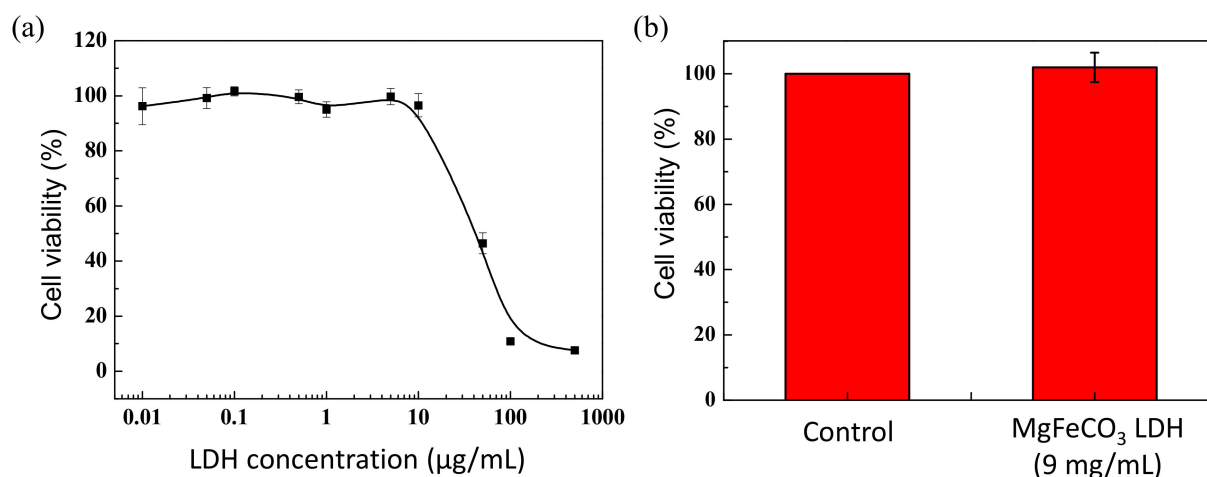 (a)
120
100
80
60
40
20
0
Cell viability (%)
0.01 0.1 1 10 100 1000
LDH concentration (µg/mL)
(b)
100
80
60
40
20
0
Cell viability (%)
Control
MgFeCO₃ LDH
(9 mg/mL)